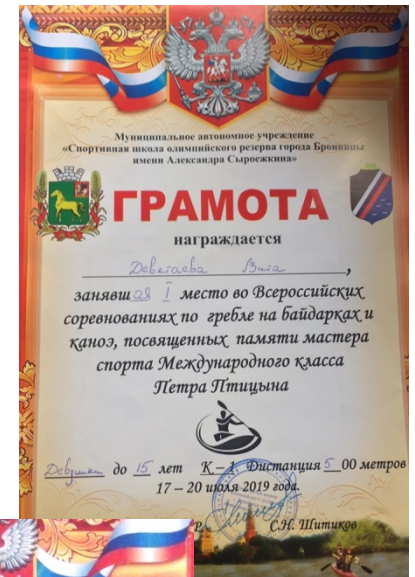 Муниципальное автономное учреждение
«Спортивная школа олимпийского резерва города Бронницы
имени Александра Сыроежкина»
ГРАМОТА
награждается
Девятаева Вита,
занявшая I место во Всероссийских
соревнованиях по гребле на байдарках и
каноэ, посвященных памяти мастера
спорта Международного класса
Петра Птицына
Девушки до 15 лет К – 1 Дистанция 500 метров
17 – 20 июля 2019 года.
С.Н. Шитиков